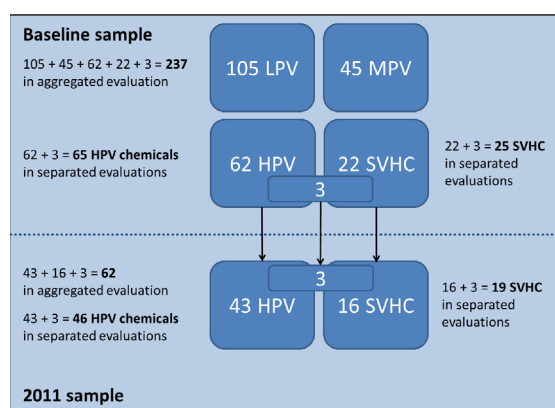 Baseline sample
105 + 45 + 62 + 22 + 3 = 237
in aggregated evaluation
105 LPV
45 MPV
62 + 3 = 65 HPV chemicals
in separated evaluations
62 HPV
22 SVHC
3
22 + 3 = 25 SVHC
in separated
evaluations
43 + 16 + 3 = 62
in aggregated evaluation
43 + 3 = 46 HPV chemicals
in separated evaluations
3
43 HPV
16 SVHC
16 + 3 = 19 SVHC
in separated
evaluations
2011 sample